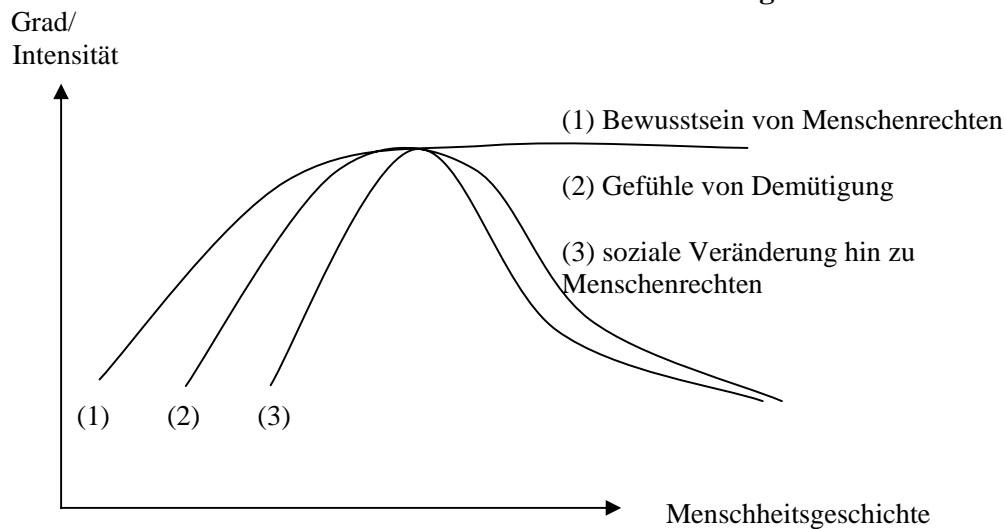 Grad/
Intensität
(1) Bewusstsein von Menschenrechten
(2) Gefühle von Demütigung
(3) soziale Veränderung hin zu
Menschenrechten
(1) (2) (3)
Menschheitsgeschichte